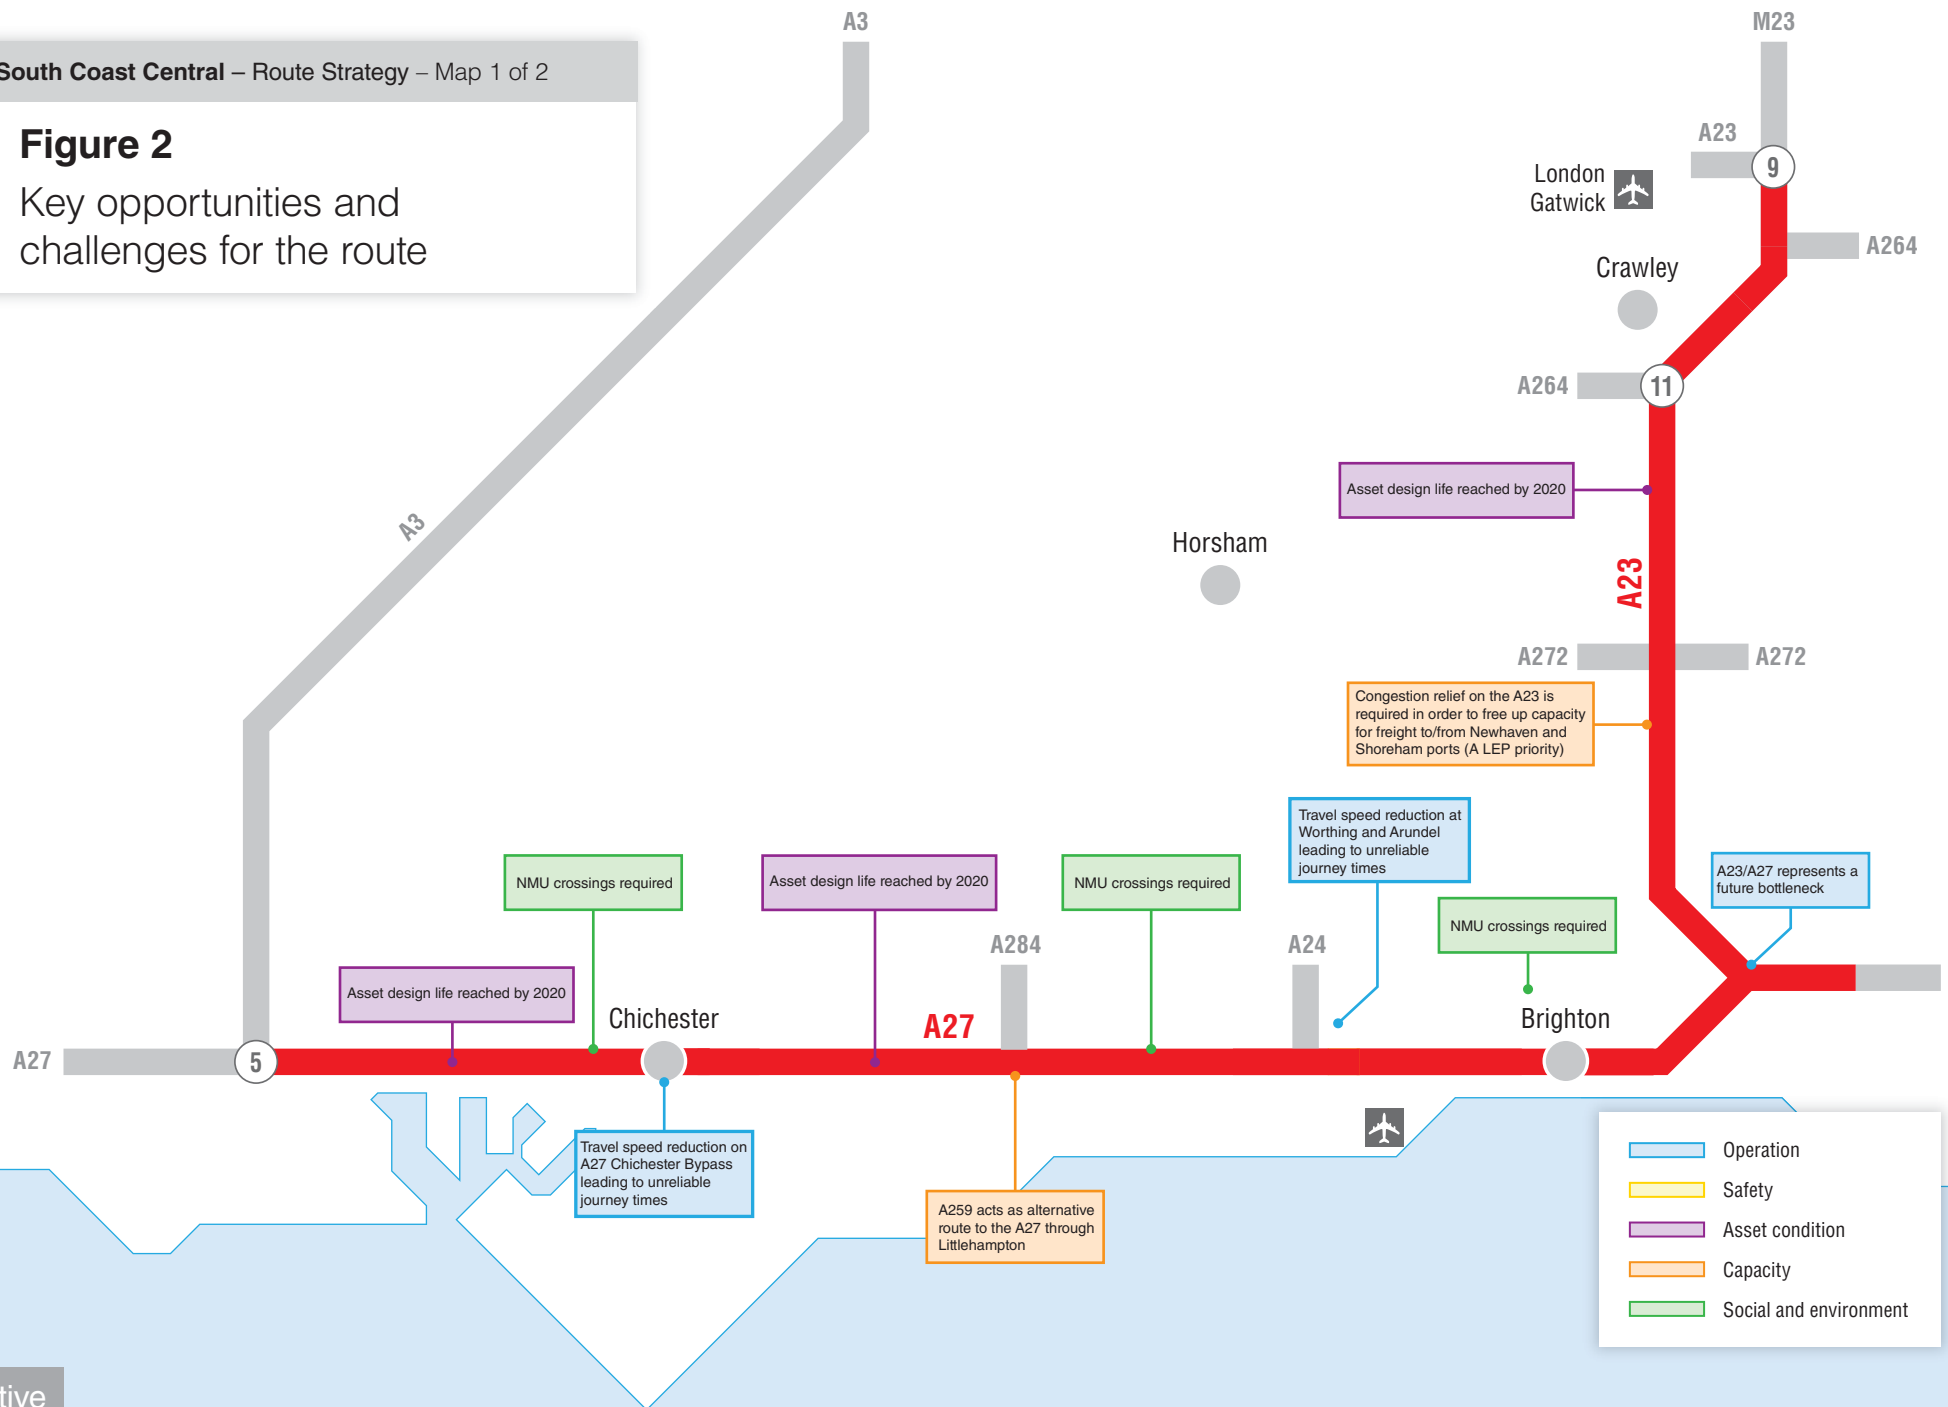 South Coast Central – Route Strategy – Map 1 of 2
Figure 2
Key opportunities and
challenges for the route
A3
M23
A23
9
London
Gatwick
A264
Crawley
A264
11
Asset design life reached by 2020
A3
Horsham
A23
A272
A272
Congestion relief on the A23 is
required in order to free up capacity
for freight to/from Newhaven and
Shoreham ports (A LEP priority)
Travel speed reduction at
Worthing and Arundel
leading to unreliable
journey times
A23/A27 represents a
future bottleneck
NMU crossings required
Asset design life reached by 2020
NMU crossings required
NMU crossings required
A284
A24
Asset design life reached by 2020
Chichester
A27
Brighton
A27
5
Travel speed reduction on
A27 Chichester Bypass
leading to unreliable
journey times
A259 acts as alternative
route to the A27 through
Littlehampton
Operation
Safety
Asset condition
Capacity
Social and environment